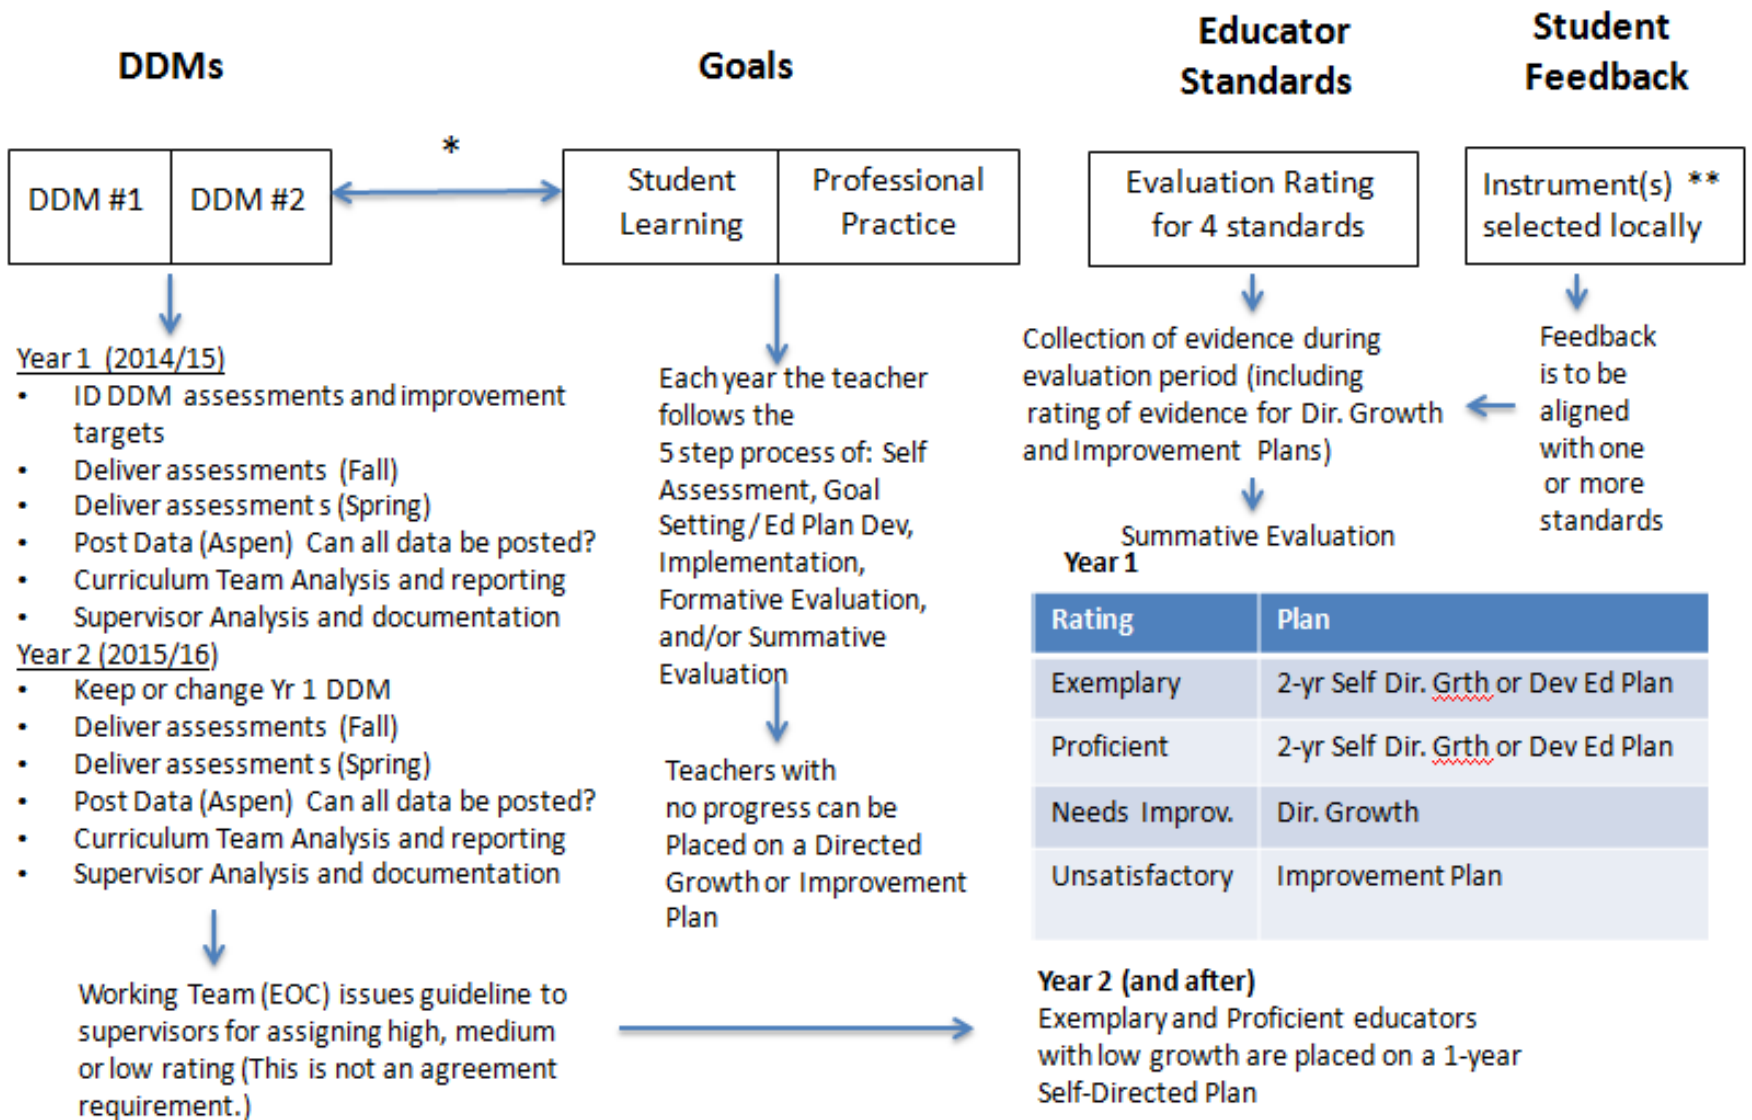 DDMs
Goals
Educator
Standards
Student
Feedback
DDM #1
DDM #2
*
Student
Learning
Professional
Practice
Evaluation Rating
for 4 standards
Instrument(s) **
selected locally
Year 1 (2014/15)
• ID DDM assessments and improvement
targets
• Deliver assessments (Fall)
• Deliver assessment s (Spring)
• Post Data (Aspen) Can all data be posted?
• Curriculum Team Analysis and reporting
• Supervisor Analysis and documentation
Year 2 (2015/16)
• Keep or change Yr 1 DDM
• Deliver assessments (Fall)
• Deliver assessment s (Spring)
• Post Data (Aspen) Can all data be posted?
• Curriculum Team Analysis and reporting
• Supervisor Analysis and documentation
Working Team (EOC) issues guideline to
supervisors for assigning high, medium
or low rating (This is not an agreement
requirement.)
Each year the teacher
follows the
5 step process of: Self
Assessment, Goal
Setting / Ed Plan Dev,
Implementation,
Formative Evaluation,
and/or Summative
Evaluation
Teachers with
no progress can be
Placed on a Directed
Growth or Improvement
Plan
Collection of evidence during
evaluation period (including
rating of evidence for Dir. Growth
and Improvement Plans)
Summative Evaluation
Feedback
is to be
aligned
with one
or more
standards
Year 1
Rating Plan
Exemplary 2-yr Self Dir. Grth or Dev Ed Plan
Proficient 2-yr Self Dir. Grth or Dev Ed Plan
Needs Improv. Dir. Growth
Unsatisfactory Improvement Plan
Year 2 (and after)
Exemplary and Proficient educators
with low growth are placed on a 1-year
Self-Directed Plan